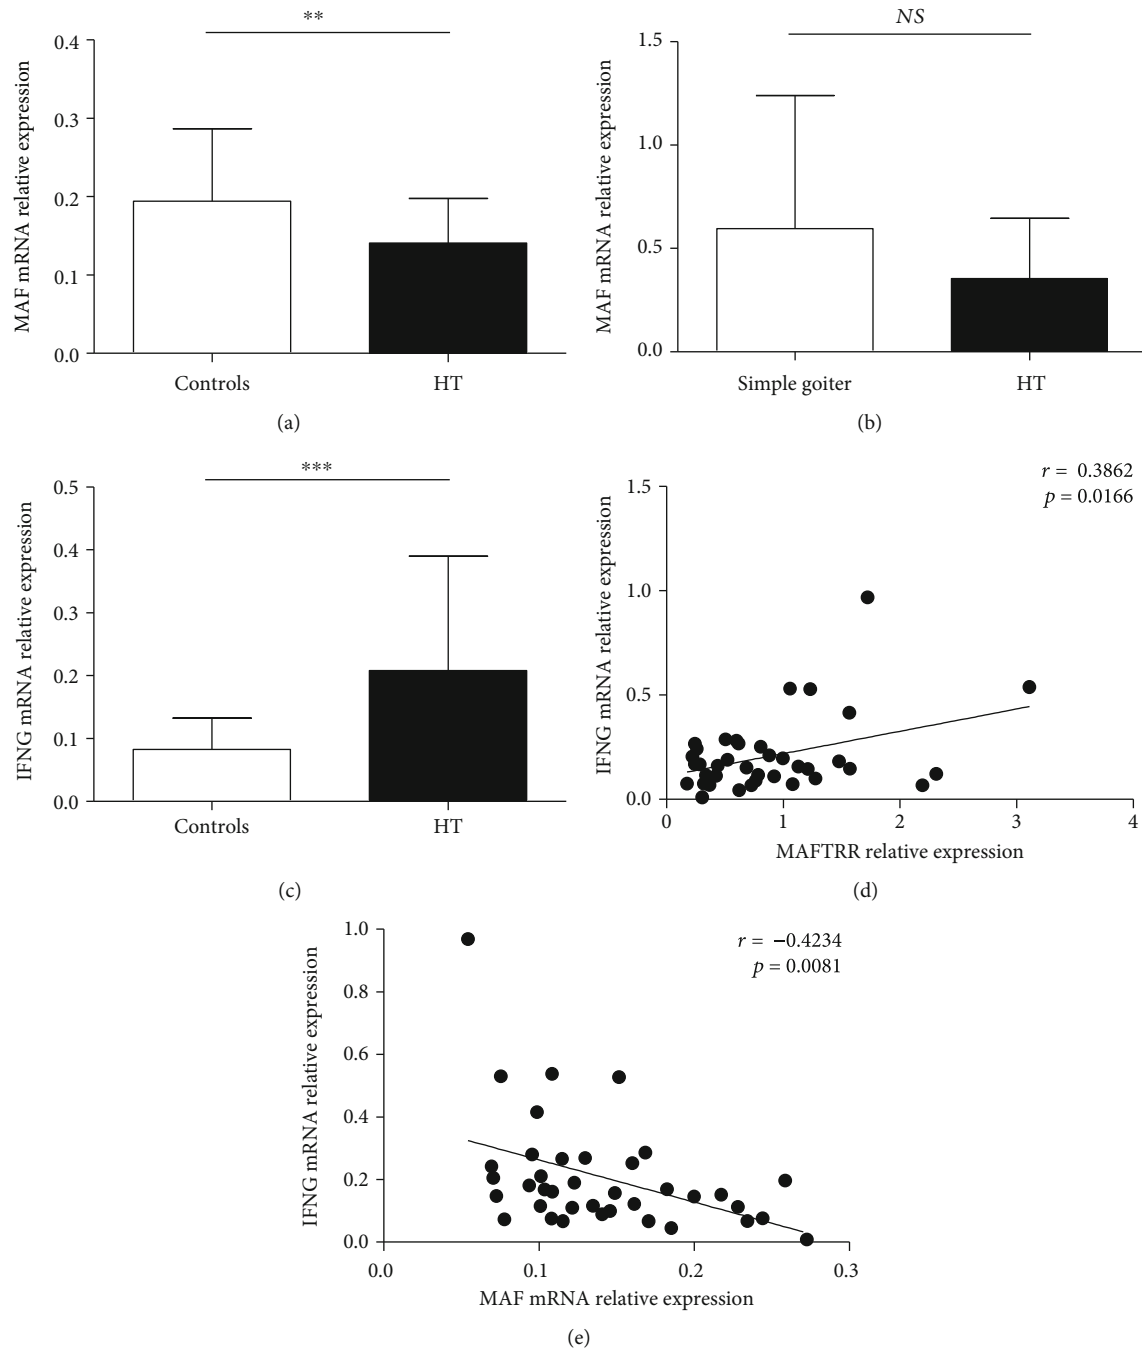 **
MAF mRNA relative expression
0.4
0.3
0.2
0.1
0.0
Controls
HT
(a)
NS
MAF mRNA relative expression
1.5
1.0
0.5
0.0
Simple goiter
HT
(b)
***
IFNG mRNA relative expression
0.5
0.4
0.3
0.2
0.1
0.0
Controls
HT
(c)
r = 0.3862
p = 0.0166
IFNG mRNA relative expression
1.5
1.0
0.5
0.0
0 1 2 3 4
MAFTRR relative expression
(d)
r = −0.4234
p = 0.0081
IFNG mRNA relative expression
1.0
0.8
0.6
0.4
0.2
0.0
0.0 0.1 0.2 0.3
MAF mRNA relative expression
(e)